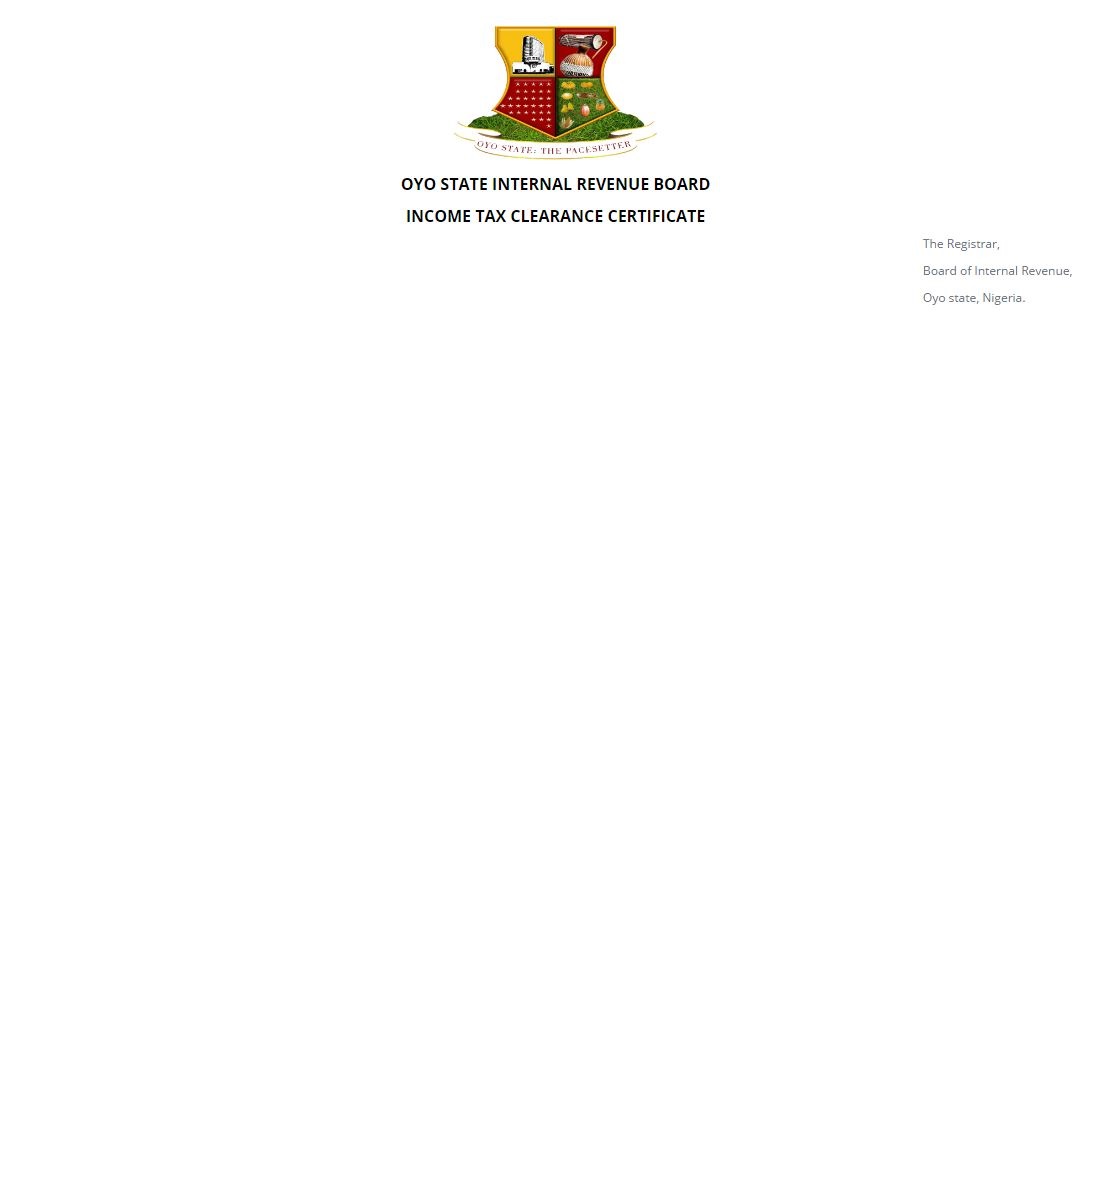 OYO STATE: THE PACESETTER
OYO STATE INTERNAL REVENUE BOARD
INCOME TAX CLEARANCE CERTIFICATE
The Registrar,
Board of Internal Revenue,
Oyo state, Nigeria.